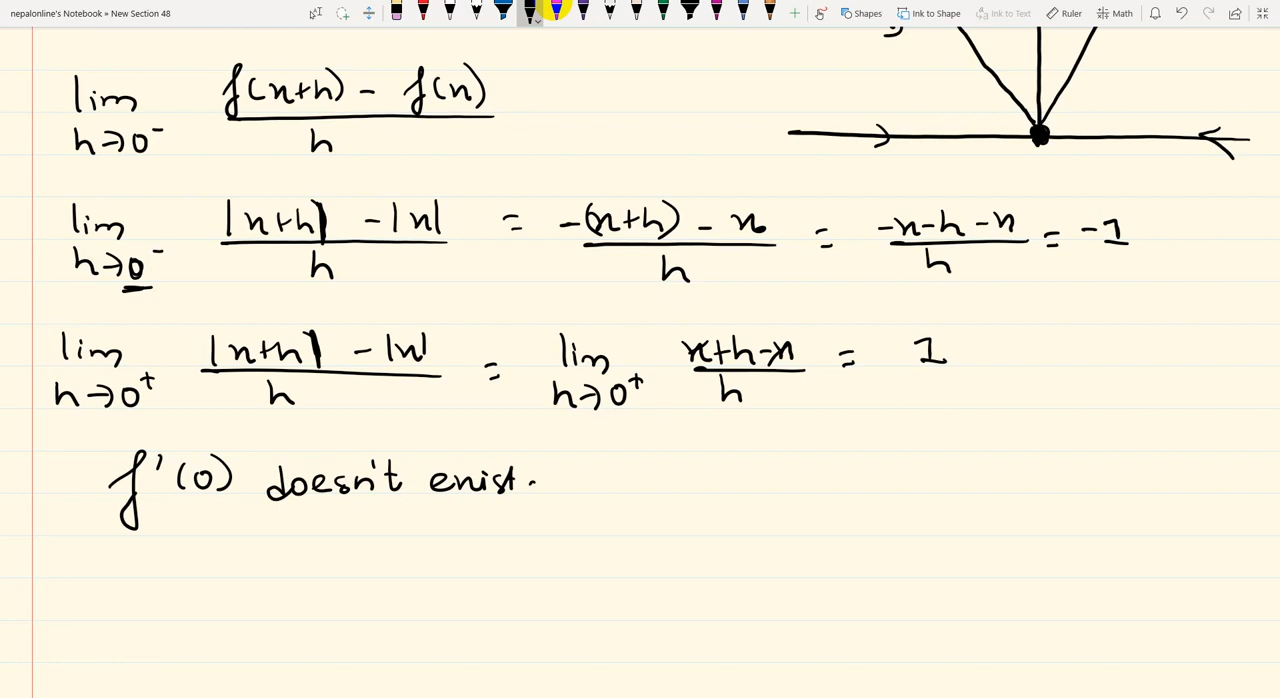 nepalonline's Notebook » New Section 48
Shapes Ink to Shape Ink to Text Ruler Math
lim h→0⁻ f(x+h) - f(x) / h
lim h→0⁻ |x+h| - |x| / h = -(x+h) - x / h = -x-h-x / h = -1
lim h→0⁺ |x+h| - |x| / h = lim h→0⁺ x+h-x / h = 1
f'(0) doesn't exist.